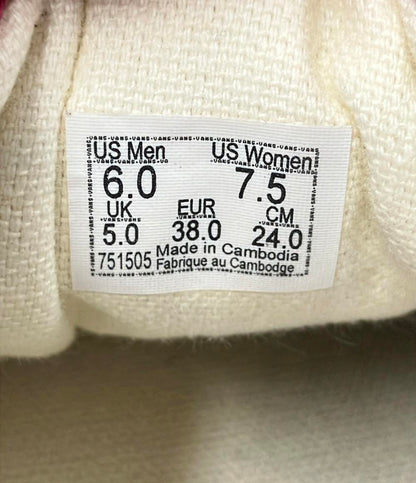 US Men US Women
6.0 7.5
UK EUR CM
5.0 38.0 24.0
751505 Made in Cambodia
Fabrique au Cambodge